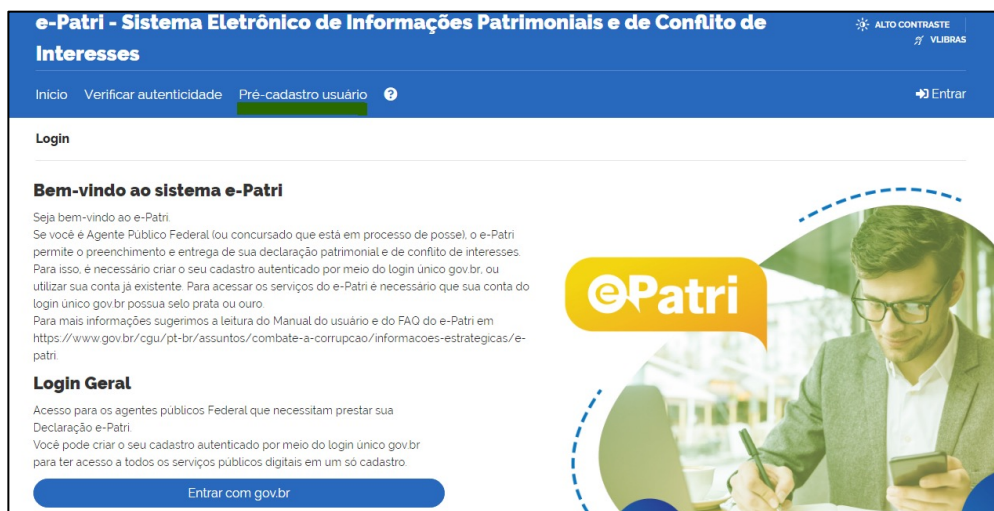 e-Patri - Sistema Eletrônico de Informações Patrimoniais e de Conflito de
Interesses
ALTO CONTRASTE
VLIBRAS
Início Verificar autenticidade Pré-cadastro usuário ?
Entrar
Login
Bem-vindo ao sistema e-Patri
Seja bem-vindo ao e-Patri.
Se você é Agente Público Federal (ou concursado que está em processo de posse), o e-Patri
permite o preenchimento e entrega de sua declaração patrimonial e de conflito de interesses.
Para isso, é necessário criar o seu cadastro autenticado por meio do login único gov.br, ou
utilizar sua conta já existente. Para acessar os serviços do e-Patri é necessário que sua conta do
login único gov.br possua selo prata ou ouro.
Para mais informações sugerimos a leitura do Manual do usuário e do FAQ do e-Patri em
https://www.gov.br/cgu/pt-br/assuntos/combate-a-corrupcao/informacoes-estrategicas/e-
patri.
ePatri
Login Geral
Acesso para os agentes públicos Federal que necessitam prestar sua
Declaração e-Patri.
Você pode criar o seu cadastro autenticado por meio do login único gov.br
para ter acesso a todos os serviços públicos digitais em um só cadastro.
Entrar com gov.br